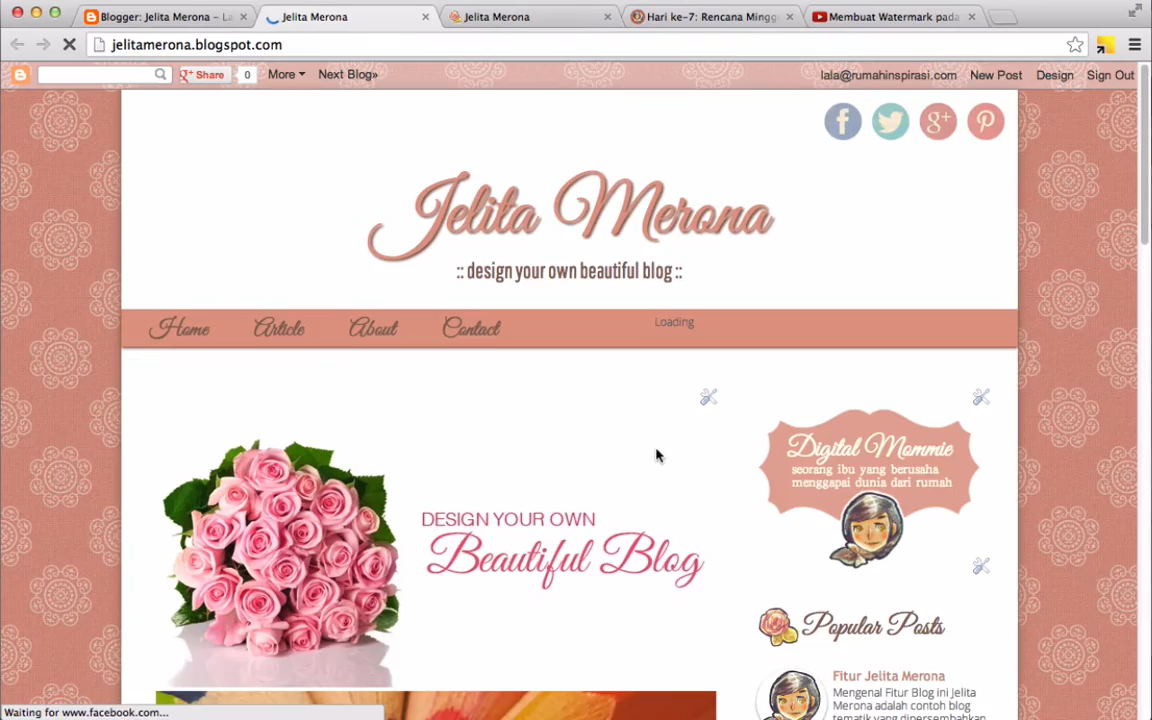 Blogger: Jelita Merona - La
Jelita Merona
Jelita Merona
Hari ke-7: Rencana Mingg
Membuat Watermark pada
jelitamerona.blogspot.com
Share 0 More Next Blog» lala@rumahinspirasi.com New Post Design Sign Out
Jelita Merona
:: design your own beautiful blog ::
Home Article About Contact Loading
Digital Mommie
seorang ibu yang berusaha
menggapai dunia dari rumah
DESIGN YOUR OWN
Beautiful Blog
Popular Posts
Fitur Jelita Merona
Mengenal Fitur Blog ini Jelita
Merona adalah contoh blog
tematik yang dipersembahkan
Waiting for www.facebook.com...